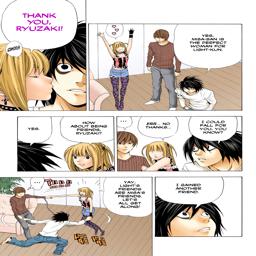 THANK
YOU,
RYUZAKI!
YES,
MISA-SAN IS THE
PERFECT
WOMAN FOR
LIGHT-KUN.
YES.
HOW
ABOUT BEING
FRIENDS,
RYUZAKI?
...
ERR...
NO
THANKS...
I COULD
FALL FOR
YOU, YOU
KNOW?
...
YAY,
LIGHT'S
FRIENDS
ARE MISA'S
FRIENDS.
LET'S ALL
GET
ALONG!
I GAINED
ANOTHER
FRIEND.